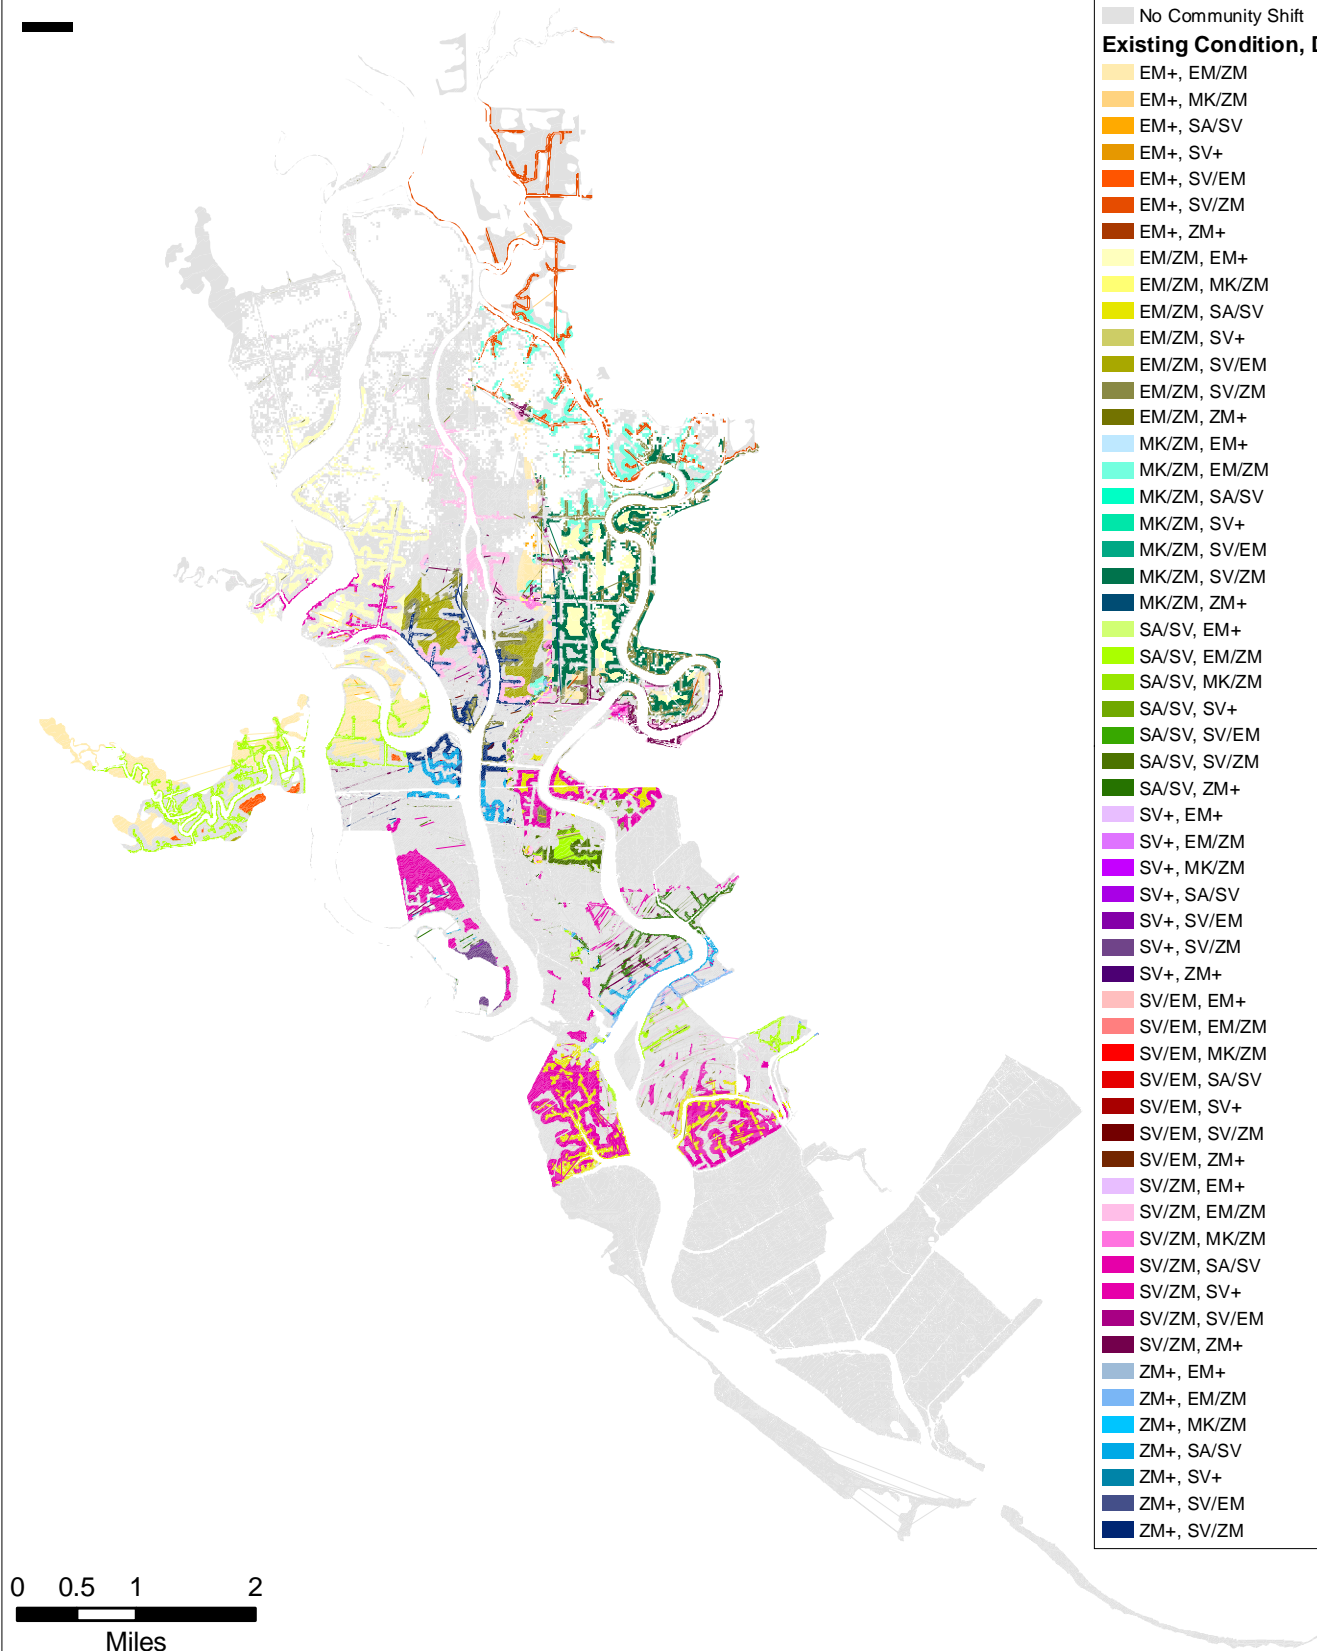 No Community Shift
Existing Condition,
EM+, EM/ZM
EM+, MK/ZM
EM+, SA/SV
EM+, SV+
EM+, SV/EM
EM+, SV/ZM
EM+, ZM+
EM/ZM, EM+
EM/ZM, MK/ZM
EM/ZM, SA/SV
EM/ZM, SV+
EM/ZM, SV/EM
EM/ZM, SV/ZM
EM/ZM, ZM+
MK/ZM, EM+
MK/ZM, EM/ZM
MK/ZM, SA/SV
MK/ZM, SV+
MK/ZM, SV/EM
MK/ZM, SV/ZM
MK/ZM, ZM+
SA/SV, EM+
SA/SV, EM/ZM
SA/SV, MK/ZM
SA/SV, SV+
SA/SV, SV/EM
SA/SV, SV/ZM
SA/SV, ZM+
SV+, EM+
SV+, EM/ZM
SV+, MK/ZM
SV+, SA/SV
SV+, SV/EM
SV+, SV/ZM
SV+, ZM+
SV/EM, EM+
SV/EM, EM/ZM
SV/EM, MK/ZM
SV/EM, SA/SV
SV/EM, SV+
SV/EM, SV/ZM
SV/EM, ZM+
SV/ZM, EM+
SV/ZM, EM/ZM
SV/ZM, MK/ZM
SV/ZM, SA/SV
SV/ZM, SV+
SV/ZM, SV/EM
SV/ZM, ZM+
ZM+, EM+
ZM+, EM/ZM
ZM+, MK/ZM
ZM+, SA/SV
ZM+, SV+
ZM+, SV/EM
ZM+, SV/ZM
0 0.5 1 2
Miles